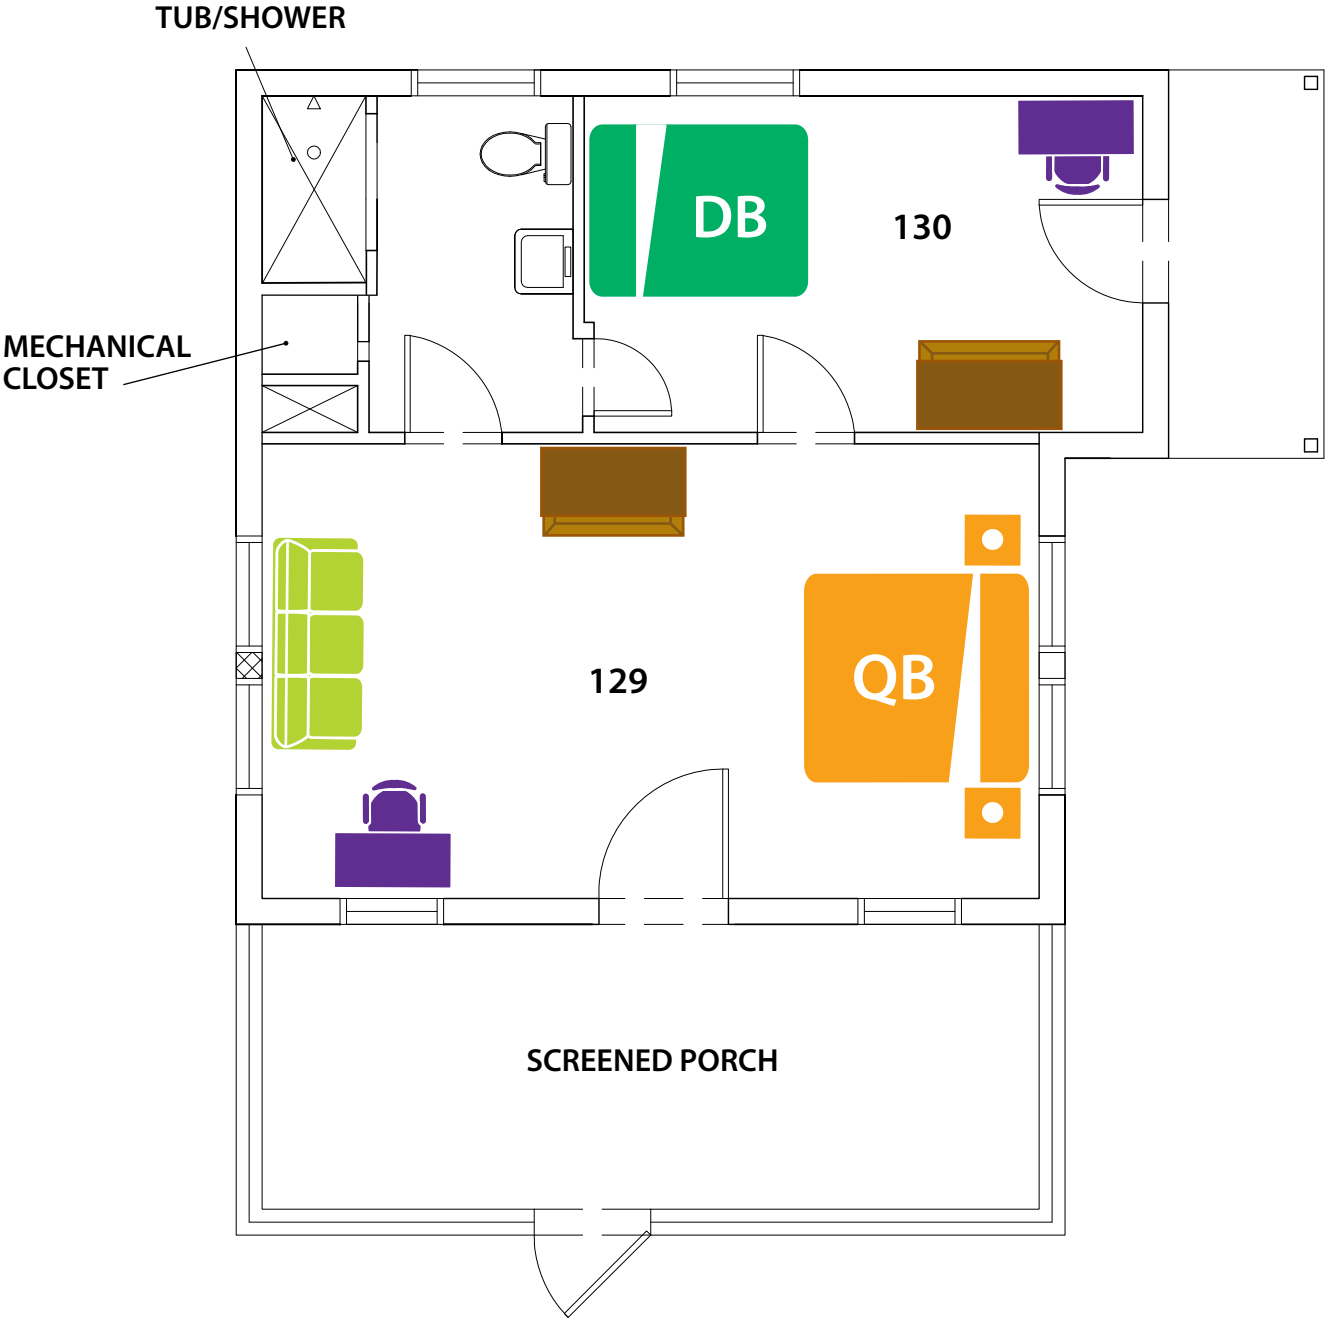 TUB/SHOWER
DB
130
MECHANICAL
CLOSET
129
QB
SCREENED PORCH